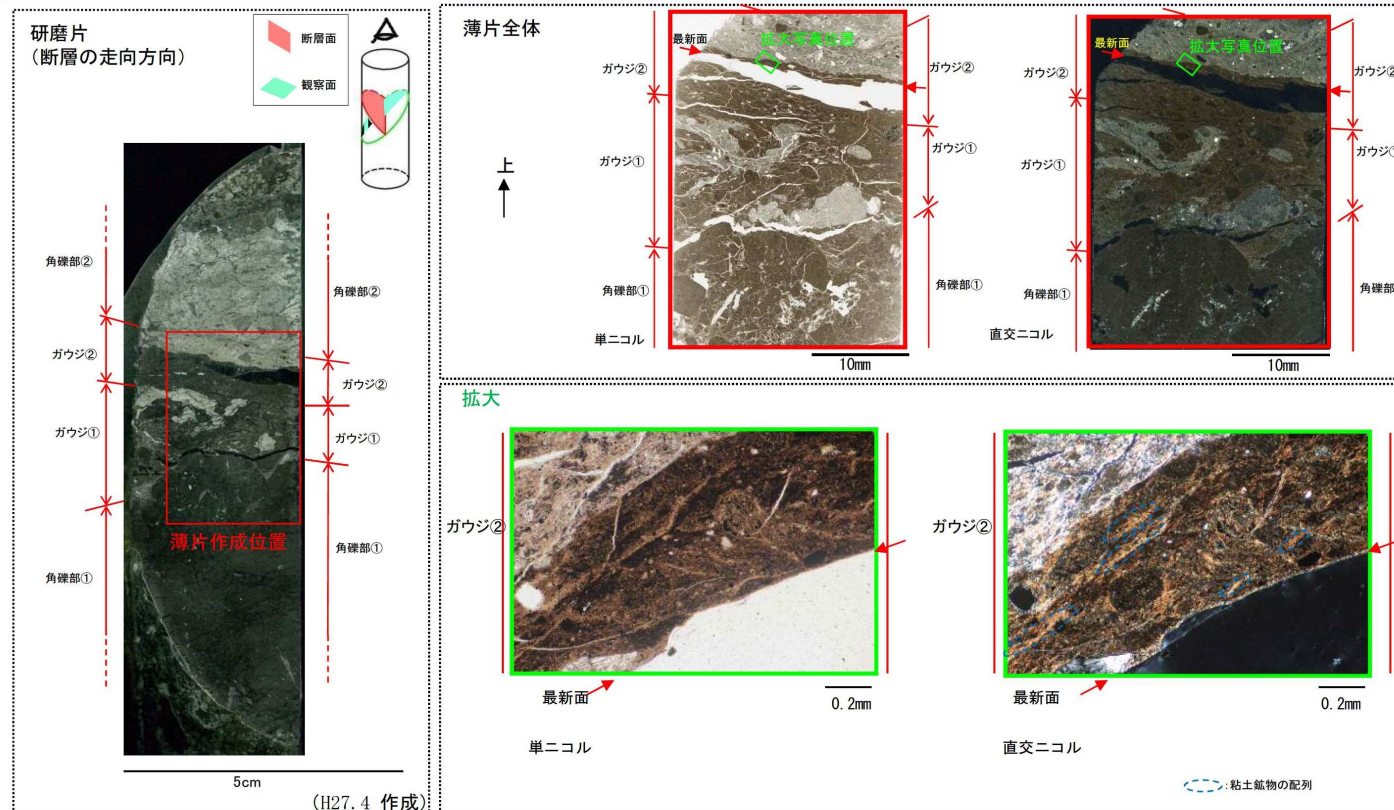 研磨片
(断層の走向方向)
断層面
観察面
角礫部②
ガウジ②
ガウジ①
角礫部①
角礫部②
ガウジ②
ガウジ①
角礫部①
薄片作成位置
5cm
(H27.4 作成)
薄片全体
上
最新面
拡大写真位置
ガウジ②
ガウジ①
角礫部①
ガウジ②
ガウジ①
角礫部①
単ニコル
10mm
最新面
拡大写真位置
ガウジ②
ガウジ①
角礫部①
ガウジ②
ガウジ①
角礫部
直交ニコル
10mm
拡大
ガウジ②
最新面
0.2mm
単ニコル
ガウジ②
最新面
0.2mm
直交ニコル
:粘土鉱物の配列